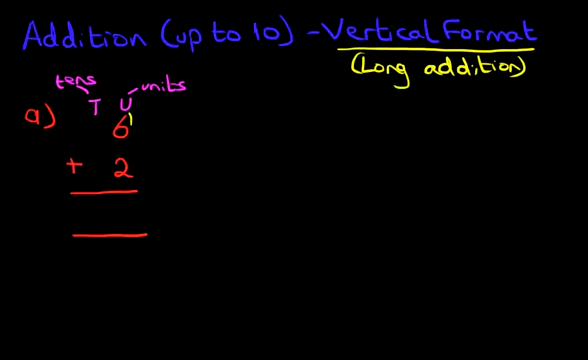 Addition (up to 10) - Vertical Format
(Long addition)
tens units
T U
a) 6
+ 2